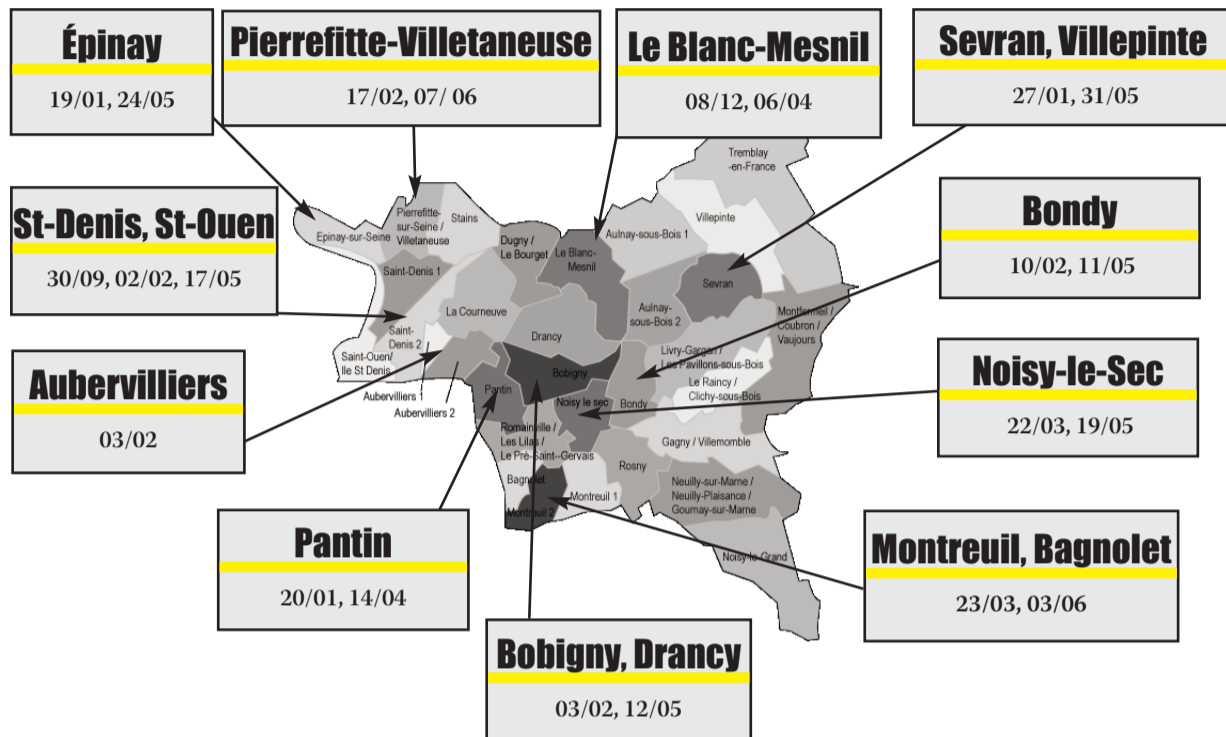 Épinay
19/01, 24/05
Pierrefitte-Villetaneuse
17/02, 07/ 06
Le Blanc-Mesnil
08/12, 06/04
Sevran, Villepinte
27/01, 31/05
St-Denis, St-Ouen
30/09, 02/02, 17/05
Bondy
10/02, 11/05
Aubervilliers
03/02
Noisy-le-Sec
22/03, 19/05
Pantin
20/01, 14/04
Montreuil, Bagnolet
23/03, 03/06
Bobigny, Drancy
03/02, 12/05
Tremblay
-en-France
Villepinte
Epinay-sur-Seine
Pierrefitte-
sur-Seine /
Villetaneuse
Stains
Dugny /
Le Bourget
Le Blanc-
Mesnil
Aulnay-sous-Bois 1
Saint-Denis 1
Sevran
La Courneuve
Aulnay-
sous-Bois 2
Montfermeil /
Coubron /
Vaujours
Saint-
Denis 2
Drancy
Saint-Ouen/
Ile St Denis
Livry-Gargan /
Les Pavillons-sous-Bois
Bobigny
Le Raincy /
Clichy-sous-Bois
Aubervilliers 1
Aubervilliers 2
Pantin
Noisy le sec
Bondy
Romainville /
Les Lilas /
Le Pré-Saint--Gervais
Gagny / Villemomble
Rosny
Bagnolet
Montreuil 1
Montreuil 2
Neuilly-sur-Marne /
Neuilly-Plaisance /
Gournay-sur-Marne
Noisy-le-Grand